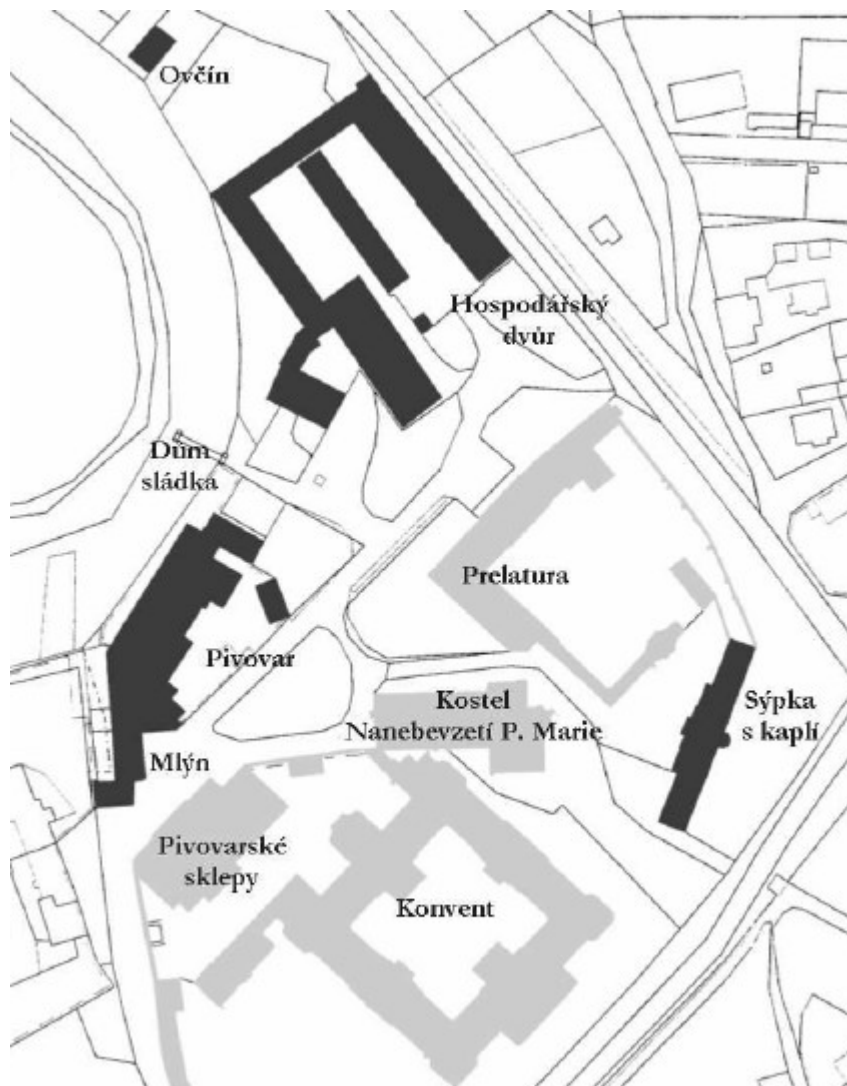 Ovčín
Hospodářský
dvůr
Dům
sládka
Prelatura
Pivovar
Kostel
Nanebevzetí P. Marie
Sýpka
s kaplí
Mlýn
Pivovarské
sklepy
Konvent